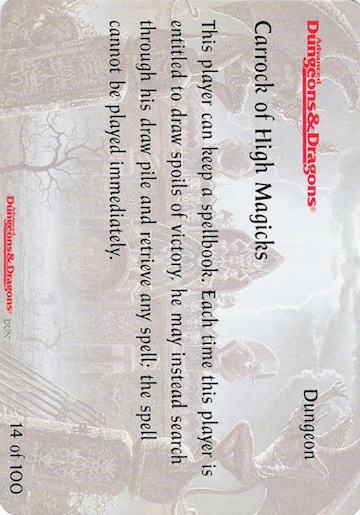 Advanced
Dungeons & Dragons®
Dungeon
Carrock of High Magicks
This player can keep a spellbook. Each time this player is
entitled to draw spoils of victory, he may instead search
through his draw pile and retrieve any spell; the spell
cannot be played immediately.
Dungeons & Dragons® DUN
14 of 100